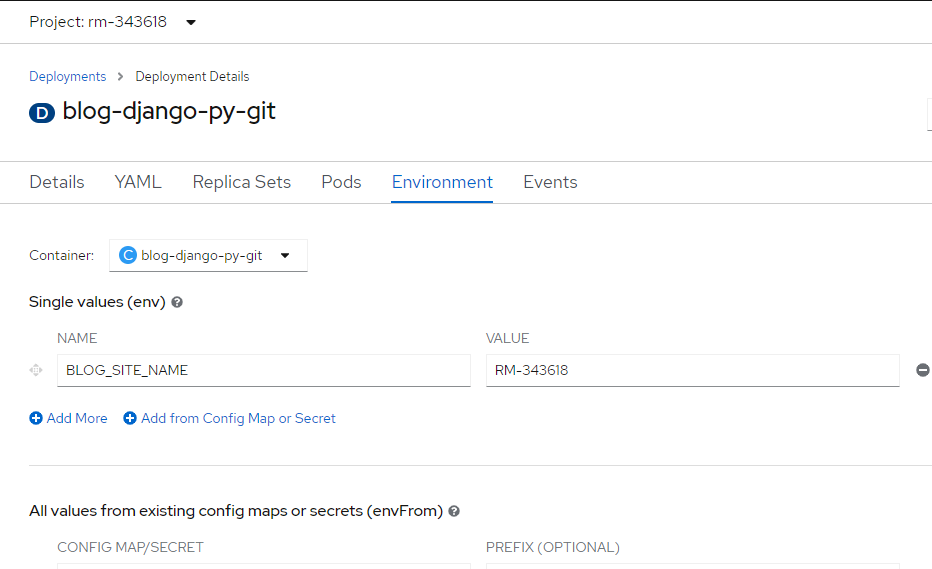 Project: rm-343618
Deployments > Deployment Details
D blog-django-py-git
Details YAML Replica Sets Pods Environment Events
Container: C blog-django-py-git
Single values (env) ?
NAME VALUE
BLOG_SITE_NAME RM-343618
Add More Add from Config Map or Secret
All values from existing config maps or secrets (envFrom) ?
CONFIG MAP/SECRET PREFIX (OPTIONAL)